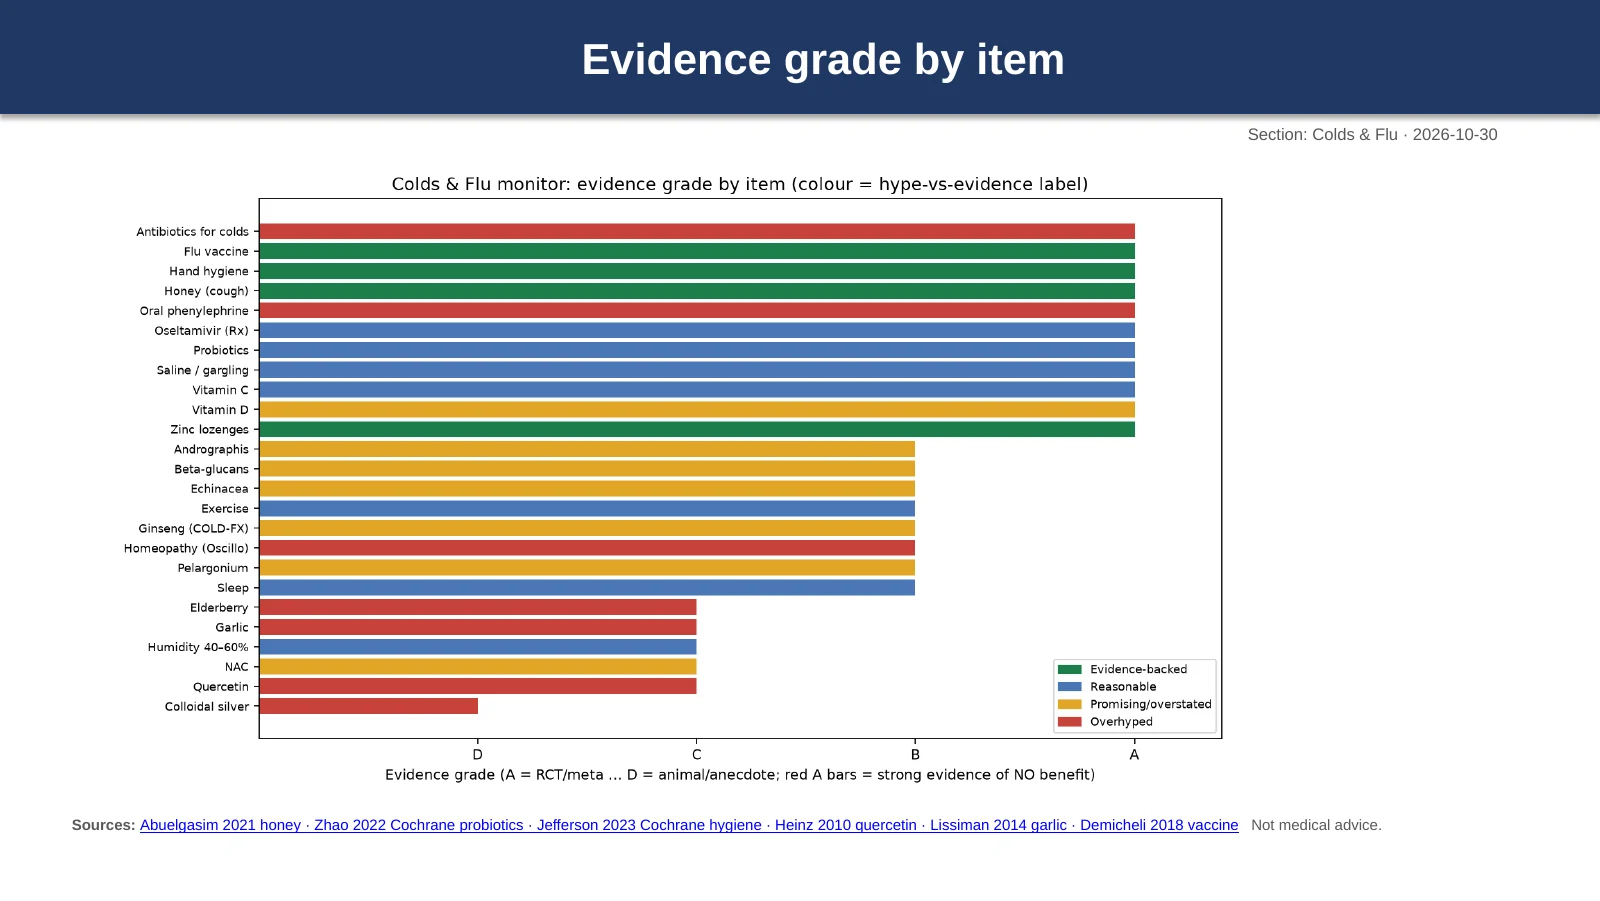 Evidence grade by item
Section: Colds & Flu · 2026-10-30
Colds & Flu monitor: evidence grade by item (colour = hype-vs-evidence label)
Antibiotics for colds
Flu vaccine
Hand hygiene
Honey (cough)
Oral phenylephrine
Oseltamivir (Rx)
Probiotics
Saline / gargling
Vitamin C
Vitamin D
Zinc lozenges
Andrographis
Beta-glucans
Echinacea
Exercise
Ginseng (COLD-FX)
Homeopathy (Oscillo)
Pelargonium
Sleep
Elderberry
Garlic
Humidity 40–60%
NAC
Quercetin
Colloidal silver
Evidence-backed
Reasonable
Promising/overstated
Overhyped
D C B A
Evidence grade (A = RCT/meta ... D = animal/anecdote; red A bars = strong evidence of NO benefit)
Sources: Abuelgasim 2021 honey · Zhao 2022 Cochrane probiotics · Jefferson 2023 Cochrane hygiene · Heinz 2010 quercetin · Lissiman 2014 garlic · Demicheli 2018 vaccine Not medical advice.